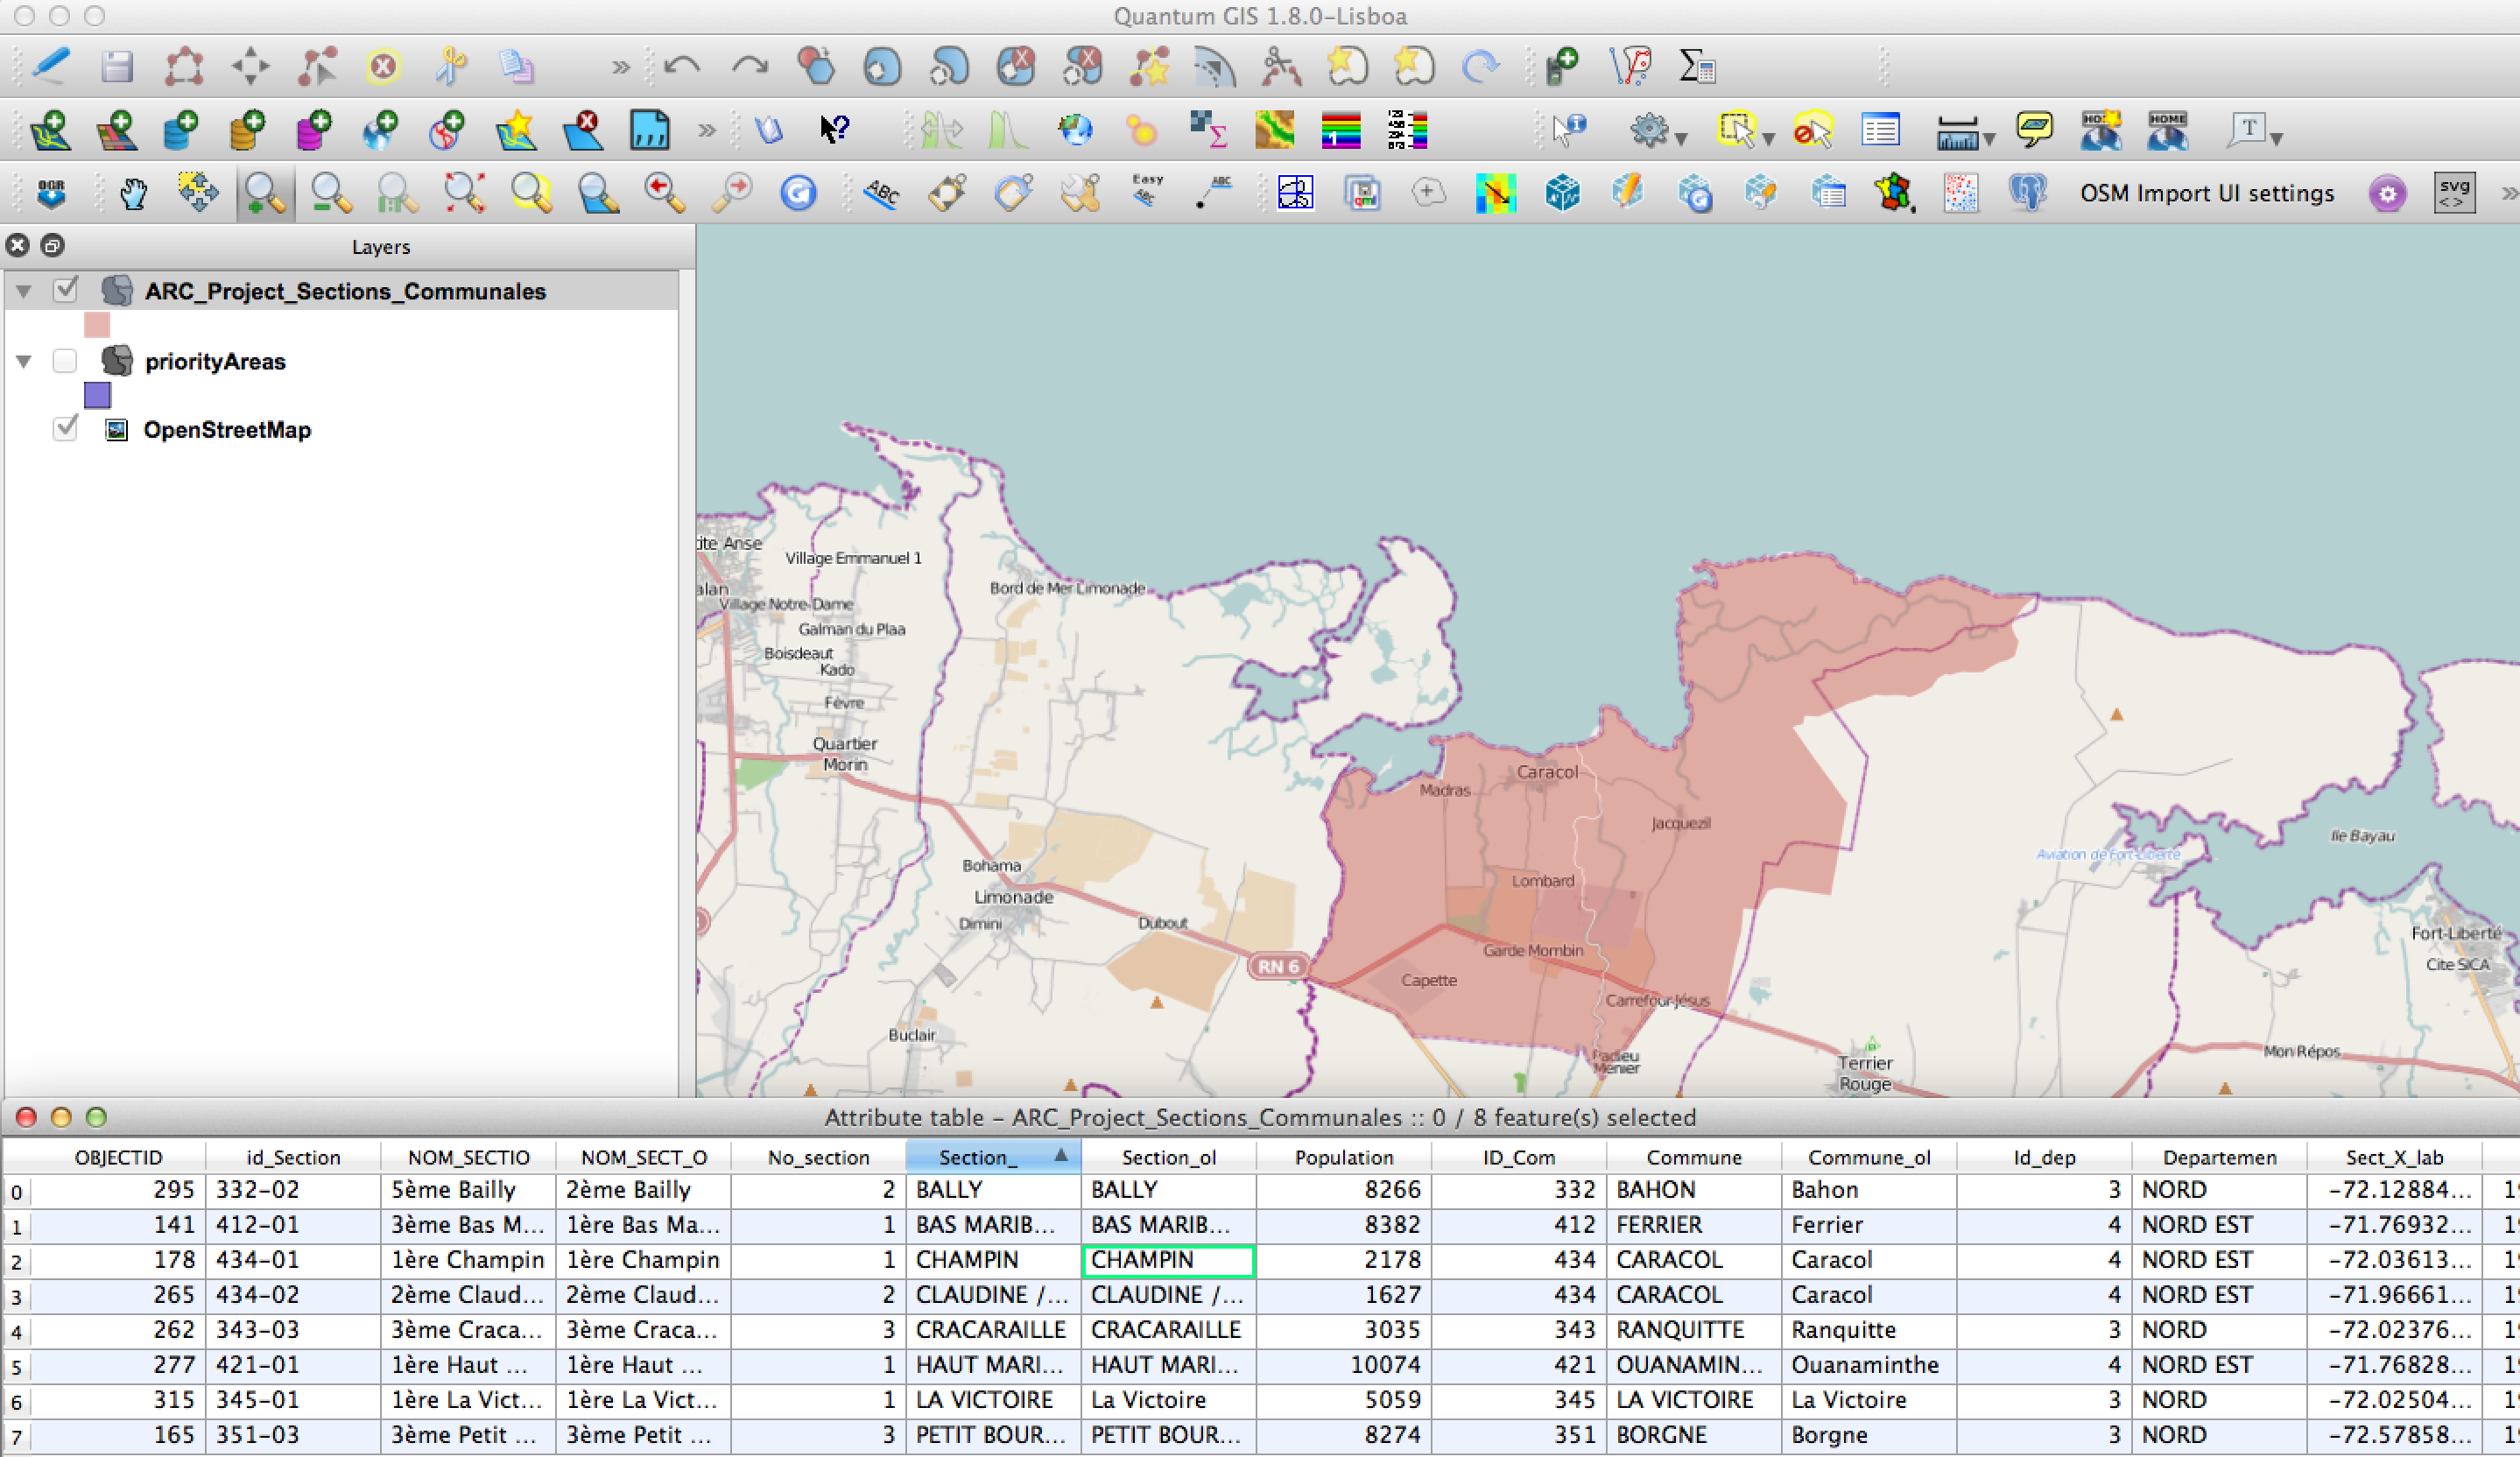 Quantum GIS 1.8.0-Lisboa
OSM Import UI settings
Layers
ARC_Project_Sections_Communales
priorityAreas
OpenStreetMap
Village Emmanuel 1
Bord de Mer Limonade
Village Notre-Dame
Galman du Plaa
Boisdeaut
Kado
Fèvre
Quartier
Morin
Caracol
Madras
Jacquezil
Ile Bayau
Aviation de Fort-Liberté
Bohama
Limonade
Lombard
Dimini
Dubout
Fort-Liberté
Garde Mombin
Cite SICA
RN 6
Capette
Carrefour Jésus
Buclair
Padieu
Menier
Mon Répos
Terrier
Rouge
Attribute table – ARC_Project_Sections_Communales :: 0 / 8 feature(s) selected
OBJECTID id_Section NOM_SECTIO NOM_SECT_O No_section Section_ Section_ol Population ID_Com Commune Commune_ol Id_dep Departemen Sect_X_lab
0 295 332-02 5ème Bailly 2ème Bailly 2 BALLY BALLY 8266 332 BAHON Bahon 3 NORD -72.12884...
1 141 412-01 3ème Bas M... 1ère Bas Ma... 1 BAS MARIB... BAS MARIB... 8382 412 FERRIER Ferrier 4 NORD EST -71.76932...
2 178 434-01 1ère Champin 1ère Champin 1 CHAMPIN CHAMPIN 2178 434 CARACOL Caracol 4 NORD EST -72.03613...
3 265 434-02 2ème Claud... 2ème Claud... 2 CLAUDINE /... CLAUDINE /... 1627 434 CARACOL Caracol 4 NORD EST -71.96661...
4 262 343-03 3ème Craca... 3ème Craca... 3 CRACARAILLE CRACARAILLE 3035 343 RANQUITTE Ranquitte 3 NORD -72.02376...
5 277 421-01 1ère Haut ... 1ère Haut ... 1 HAUT MARI... HAUT MARI... 10074 421 OUANAMIN... Ouanaminthe 4 NORD EST -71.76828...
6 315 345-01 1ère La Vict... 1ère La Vict... 1 LA VICTOIRE La Victoire 5059 345 LA VICTOIRE La Victoire 3 NORD -72.02504...
7 165 351-03 3ème Petit ... 3ème Petit ... 3 PETIT BOUR... PETIT BOUR... 8274 351 BORGNE Borgne 3 NORD -72.57858...